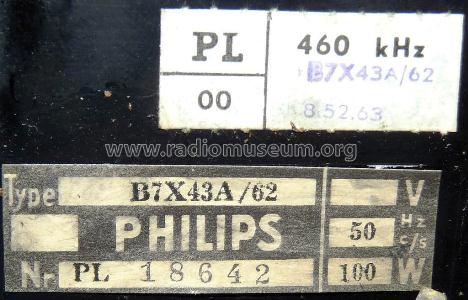 PL 460 kHz
B7X43A/62
00
8.52.63
www.radiomuseum.org
Type B7X43A/62 V
PHILIPS 50 Hz c/s
Nr PL 18642 100 W